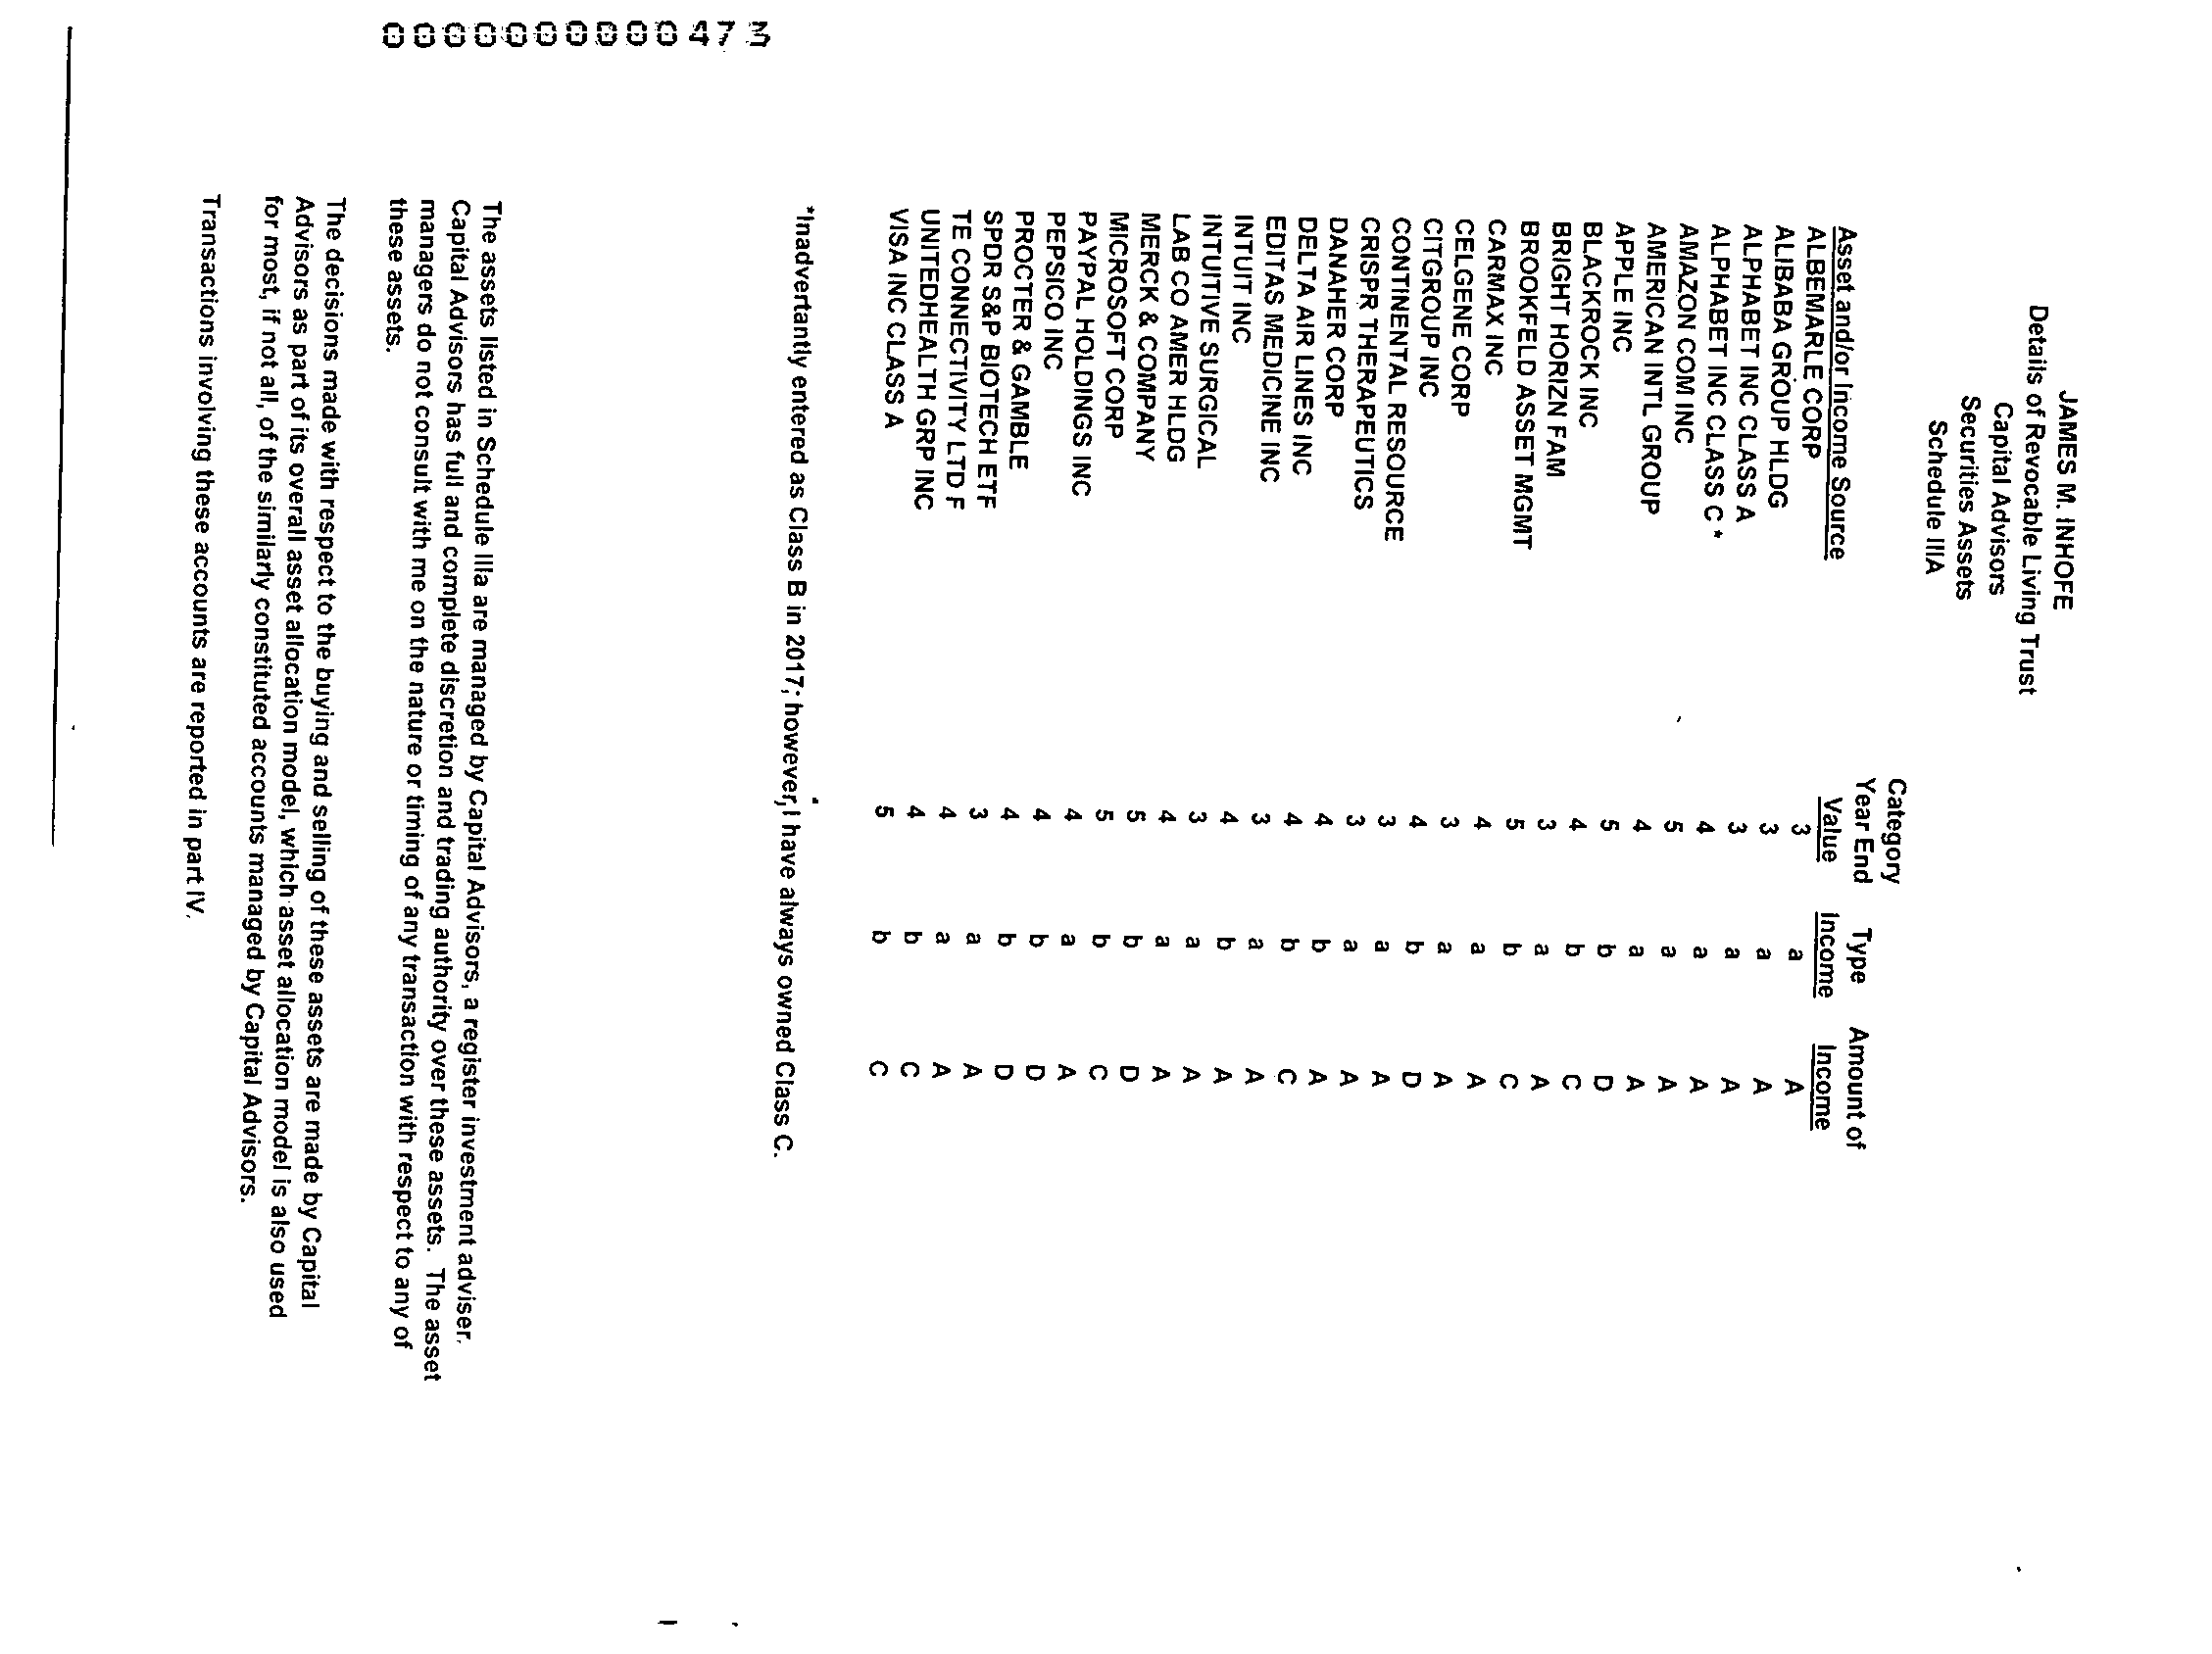 0000000000473
JAMES M. INHOFE
Details of Revocable Living Trust
Capital Advisors
Securities Assets
Schedule IIIA
Category
Year End Type Amount of
Asset and/or Income Source Value Income Income
ALBEMARLE CORP 3 a A
ALIBABA GROUP HLDG 3 a A
ALPHABET INC CLASS A 3 a A
ALPHABET INC CLASS C * 4 a A
AMAZON COM INC 5 a A
AMERICAN INTL GROUP 4 a A
APPLE INC 5 b D
BLACKROCK INC 4 b C
BRIGHT HORIZN FAM 3 a A
BROOKFELD ASSET MGMT 5 b C
CARMAX INC 4 a A
CELGENE CORP 3 a A
CITGROUP INC 4 b D
CONTINENTAL RESOURCE 3 a A
CRISPR THERAPEUTICS 3 a A
DANAHER CORP 4 b A
DELTA AIR LINES INC 4 b C
EDITAS MEDICINE INC 3 a A
INTUIT INC 4 b A
INTUITIVE SURGICAL 3 a A
LAB CO AMER HLDG 4 a A
MERCK & COMPANY 5 b D
MICROSOFT CORP 5 b C
PAYPAL HOLDINGS INC 4 a A
PEPSICO INC 4 b D
PROCTER & GAMBLE 4 b D
SPDR S&P BIOTECH ETF 3 a A
TE CONNECTIVITY LTD F 4 a A
UNITEDHEALTH GRP INC 4 b C
VISA INC CLASS A 5 b C
*Inadvertantly entered as Class B in 2017; however, I have always owned Class C.
The assets listed in Schedule IIIa are managed by Capital Advisors, a register investment adviser.
Capital Advisors has full and complete discretion and trading authority over these assets. The asset
managers do not consult with me on the nature or timing of any transaction with respect to any of
these assets.
The decisions made with respect to the buying and selling of these assets are made by Capital
Advisors as part of its overall asset allocation model, which asset allocation model is also used
for most, if not all, of the similarly constituted accounts managed by Capital Advisors.
Transactions involving these accounts are reported in part IV.